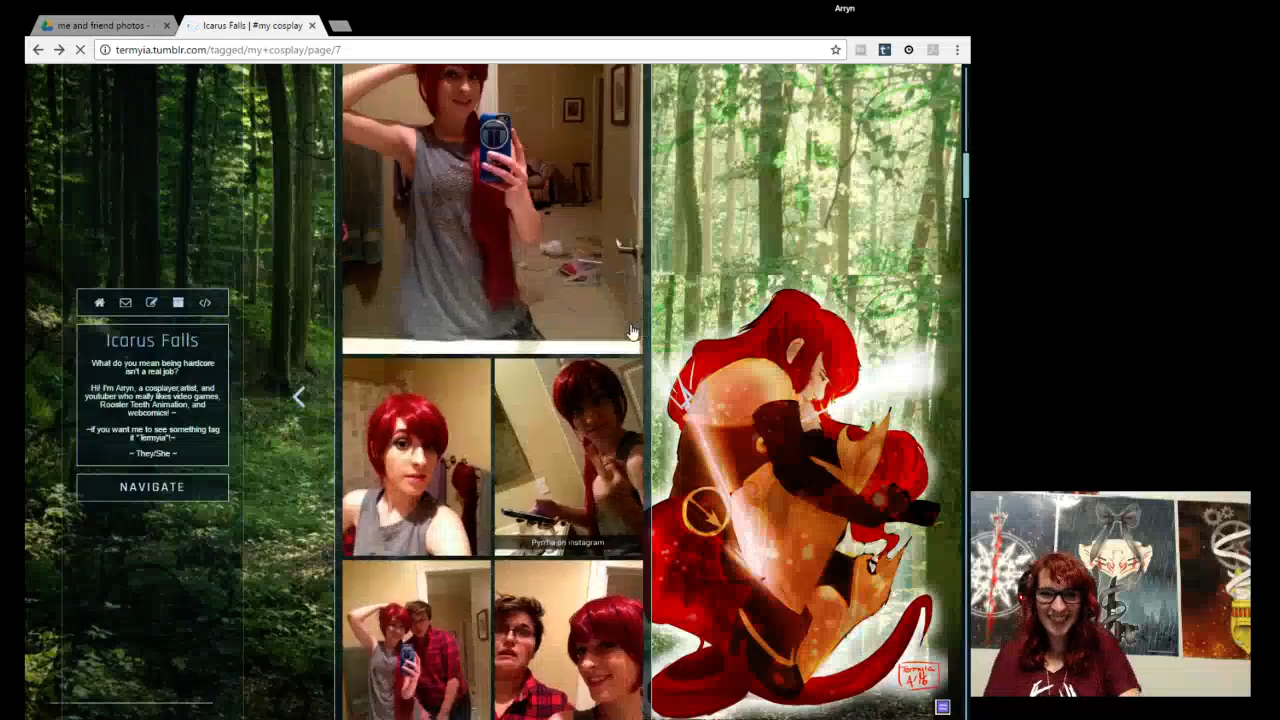 Arryn
me and friend photos -
Icarus Falls | #my cosplay
termyia.tumblr.com/tagged/my+cosplay/page/7
Icarus Falls
What do you mean being hardcore
isn't a real job?
Hi! I'm Arryn, a cosplayer,artist, and
youtuber who really likes video games,
Rooster Teeth Animation, and
webcomics! ~
~if you want me to see something tag
it "Termyia"!~
~ They/She ~
NAVIGATE
Pyrrha on instagram
Termyia
A'16